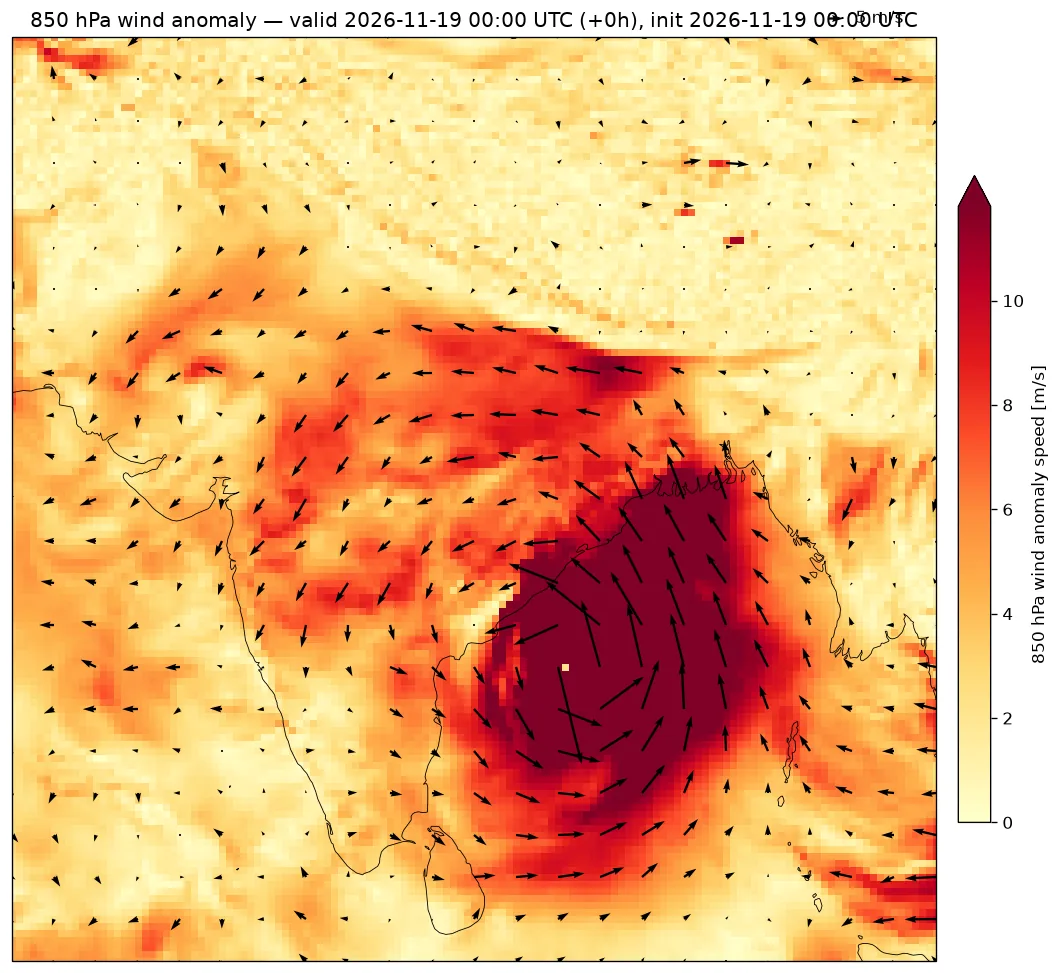 850 hPa wind anomaly — valid 2026-11-19 00:00 UTC (+0h), init 2026-11-19 00:00 UTC
5 m/s
10
8
6
4
2
0
850 hPa wind anomaly speed [m/s]